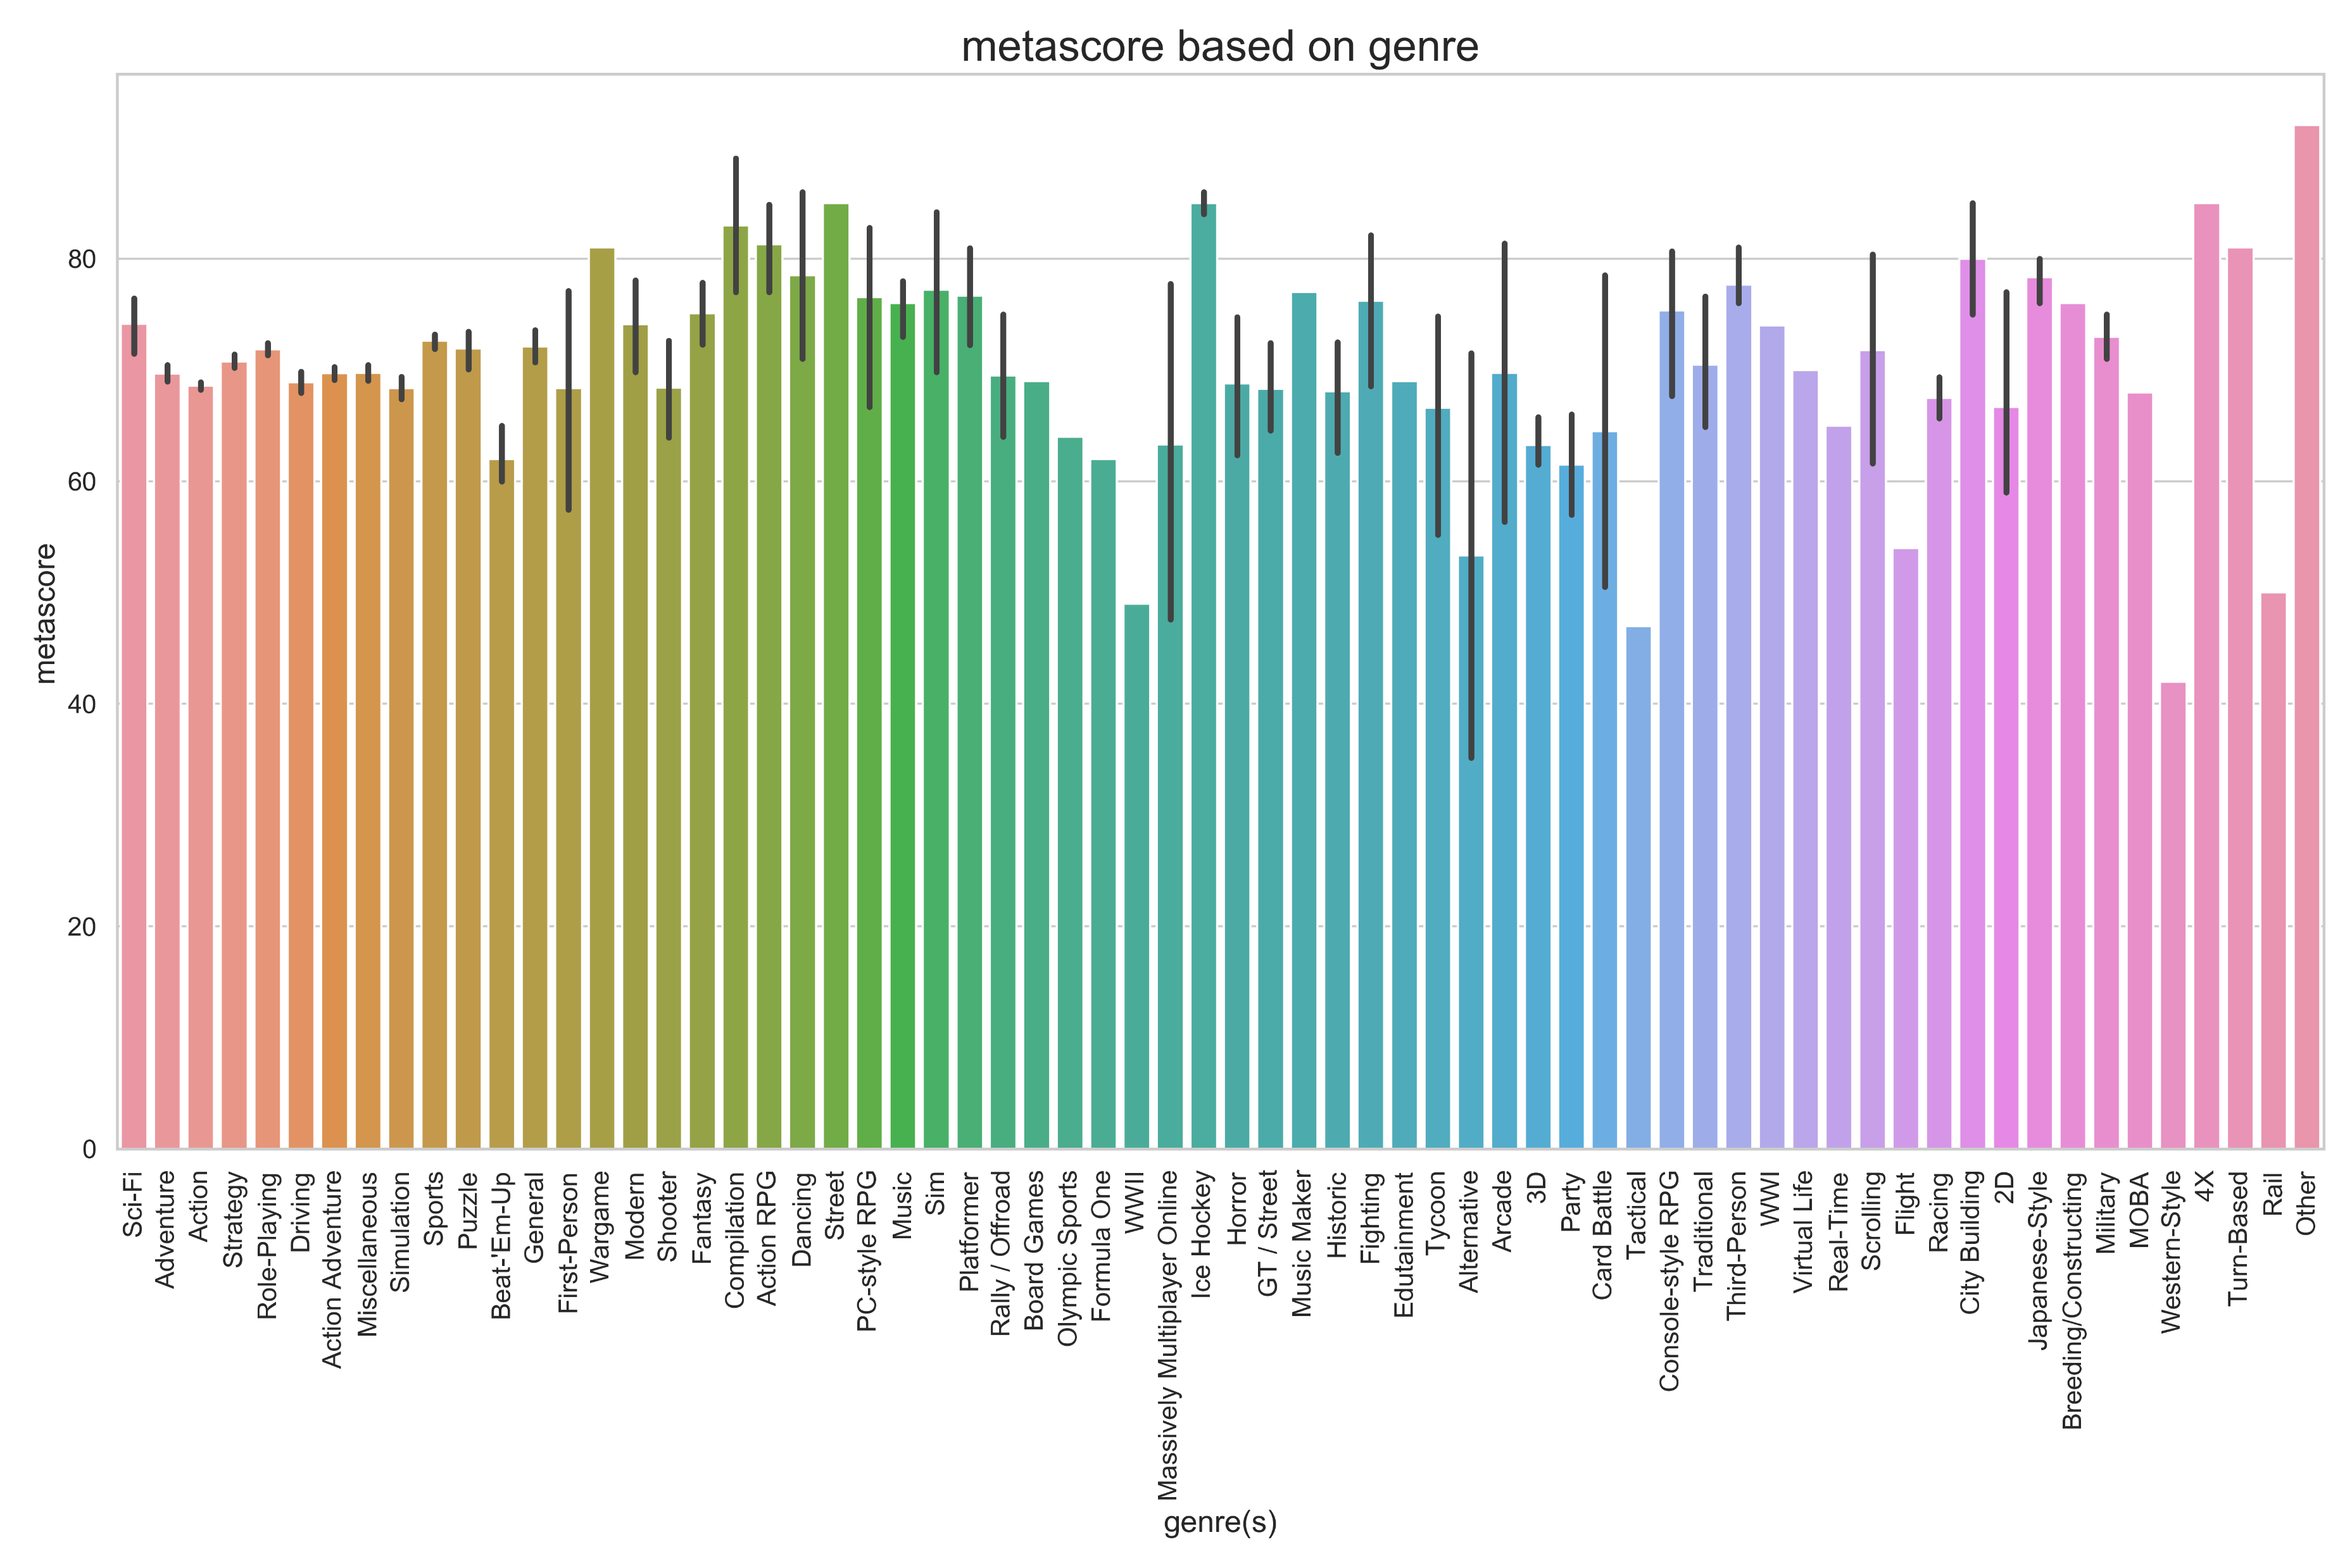 metascore based on genre
metascore
80
60
40
20
0
Sci-Fi
Adventure
Action
Strategy
Role-Playing
Driving
Action Adventure
Miscellaneous
Simulation
Sports
Puzzle
Beat-'Em-Up
General
First-Person
Wargame
Modern
Shooter
Fantasy
Compilation
Action RPG
Dancing
Street
PC-style RPG
Music
Sim
Platformer
Rally / Offroad
Board Games
Olympic Sports
Formula One
WWII
Massively Multiplayer Online
Ice Hockey
Horror
GT / Street
Music Maker
Historic
Fighting
Edutainment
Tycoon
Alternative
Arcade
3D
Party
Card Battle
Tactical
Console-style RPG
Traditional
Third-Person
WWI
Virtual Life
Real-Time
Scrolling
Flight
Racing
City Building
2D
Japanese-Style
Breeding/Constructing
Military
MOBA
Western-Style
4X
Turn-Based
Rail
Other
genre(s)